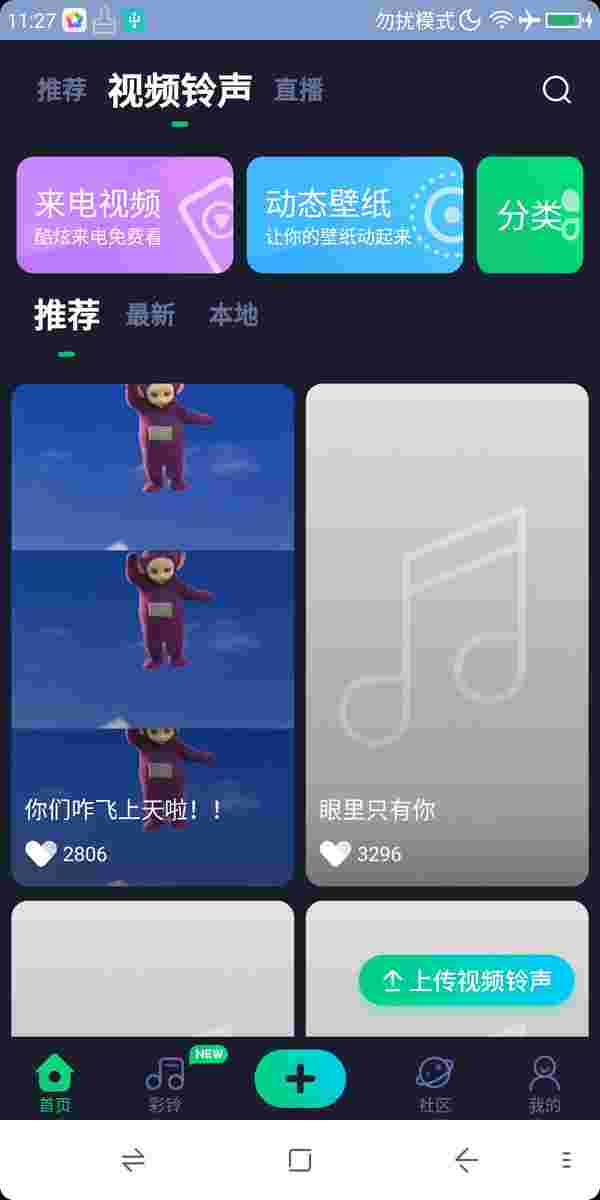 11:27 勿扰模式
推荐 视频铃声 直播
来电视频
酷炫来电免费看
动态壁纸
让你的壁纸动起来
分类
推荐 最新 本地
你们咋飞上天啦！！
2806
眼里只有你
3296
上传视频铃声
NEW
首页 彩铃 社区 我的